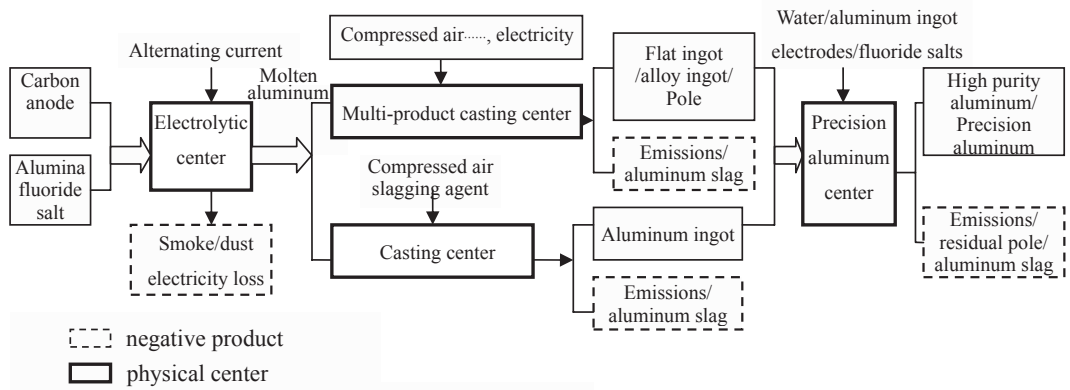 Alternating current
Carbon
anode
Alumina
fluoride
salt
Electrolytic
center
Smoke/dust
electricity loss
Molten
aluminum
Compressed air······, electricity
Multi-product casting center
Compressed air
slagging agent
Casting center
Flat ingot
/alloy ingot/
Pole
Emissions/
aluminum slag
Aluminum ingot
Emissions/
aluminum slag
Water/aluminum ingot
electrodes/fluoride salts
Precision
aluminum
center
High purity
aluminum/
Precision
aluminum
Emissions/
residual pole/
aluminum slag
negative product
physical center